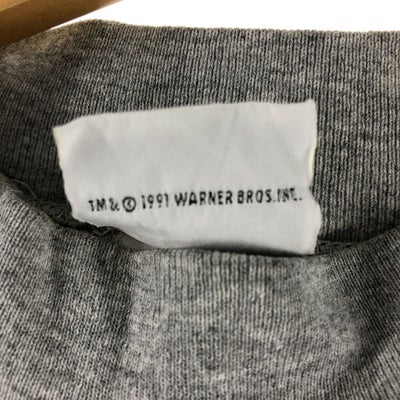 TM& © 1991 WARNER BROS. INC.